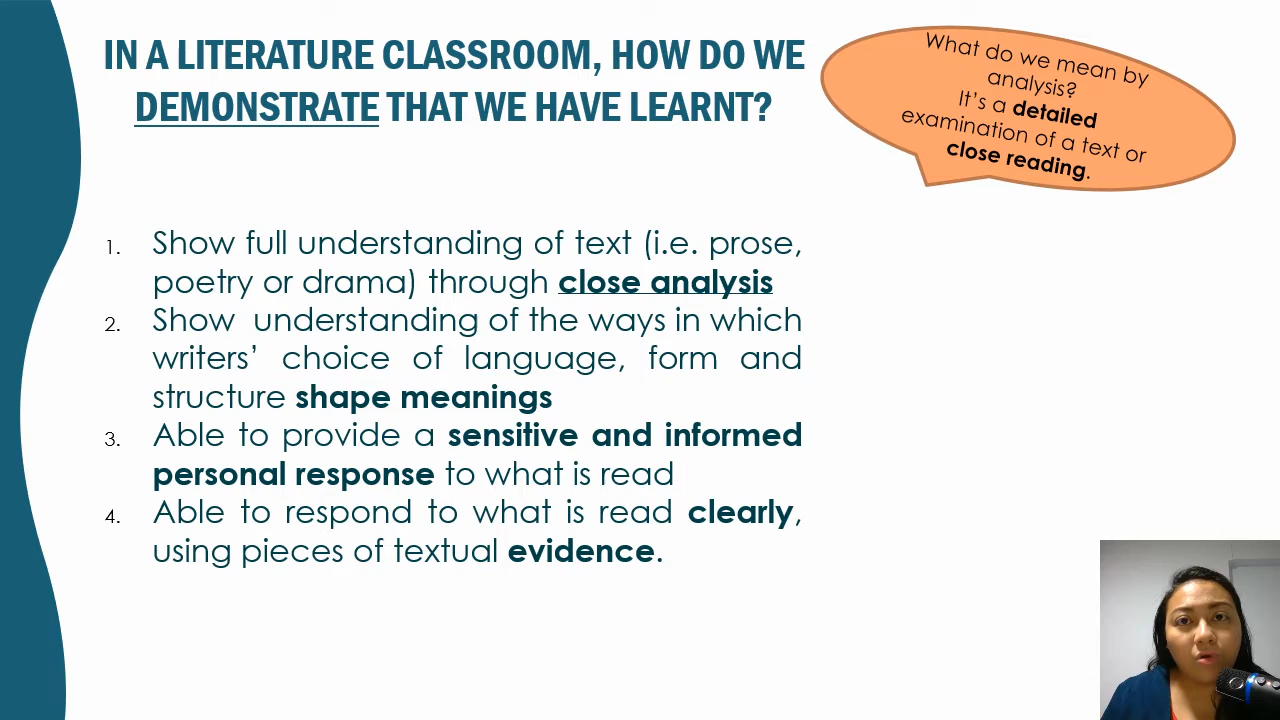 IN A LITERATURE CLASSROOM, HOW DO WE
DEMONSTRATE THAT WE HAVE LEARNT?
What do we mean by
analysis?
It's a detailed
examination of a text or
close reading.
1. Show full understanding of text (i.e. prose,
poetry or drama) through close analysis
2. Show understanding of the ways in which
writers' choice of language, form and
structure shape meanings
3. Able to provide a sensitive and informed
personal response to what is read
4. Able to respond to what is read clearly,
using pieces of textual evidence.